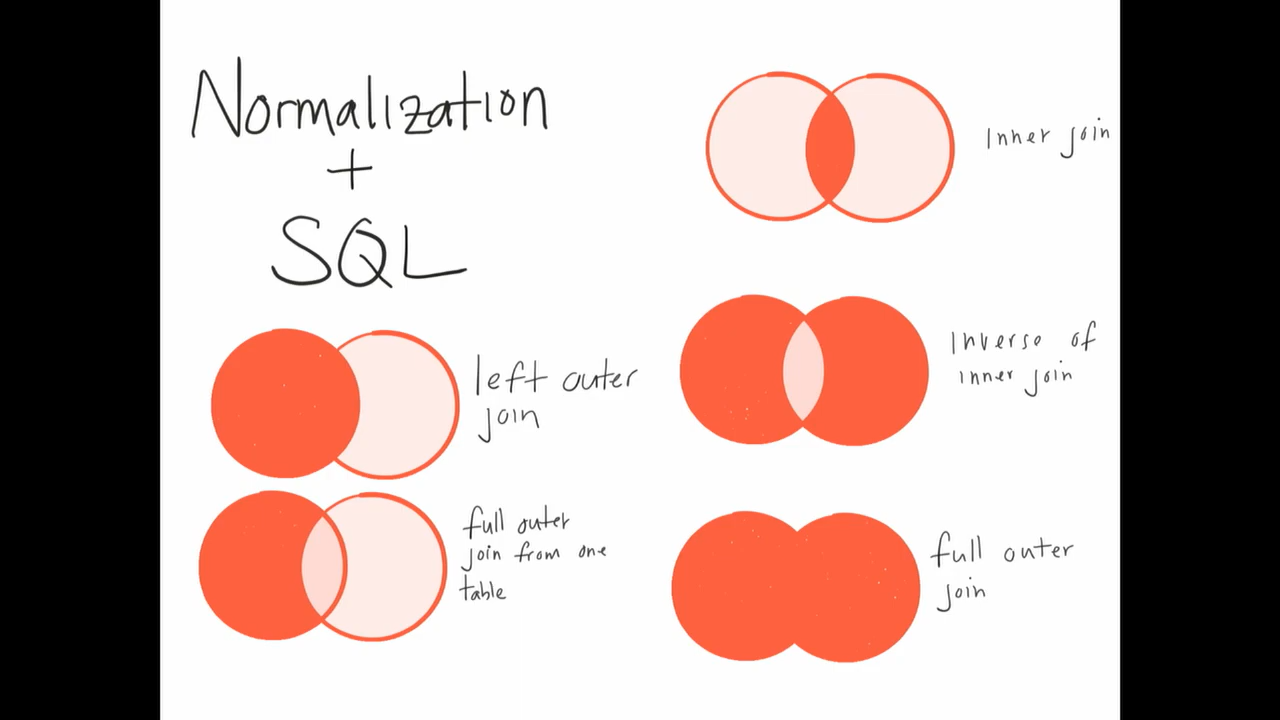 Normalization
+
SQL
left outer
join
full outer
join from one
table
Inner join
Inverse of
inner join
full outer
join